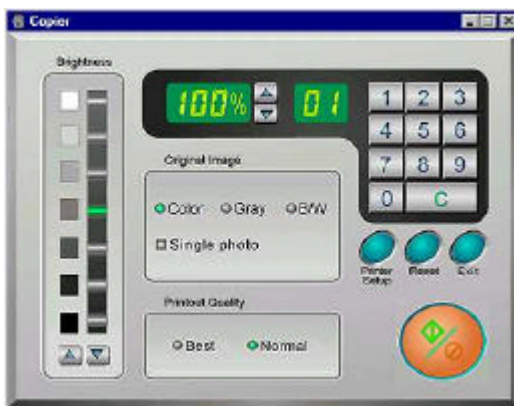 Copier
Brightness
100% 01
1 2 3
4 5 6
7 8 9
0 C
Original Image
Color Gray B/W
Single photo
Printer Setup
Reset
Exit
Printout Quality
Best Normal